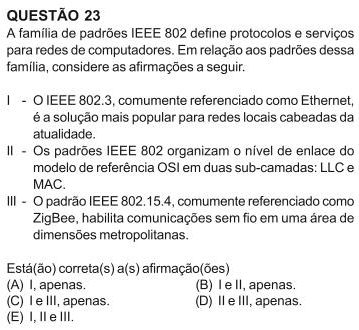 QUESTÃO 23
A família de padrões IEEE 802 define protocolos e serviços
para redes de computadores. Em relação aos padrões dessa
família, considere as afirmações a seguir.
I - O IEEE 802.3, comumente referenciado como Ethernet,
é a solução mais popular para redes locais cabeadas da
atualidade.
II - Os padrões IEEE 802 organizam o nível de enlace do
modelo de referência OSI em duas sub-camadas: LLC e
MAC.
III - O padrão IEEE 802.15.4, comumente referenciado como
ZigBee, habilita comunicações sem fio em uma área de
dimensões metropolitanas.
Está(ão) correta(s) a(s) afirmação(ões)
(A) I, apenas. (B) I e II, apenas.
(C) I e III, apenas. (D) II e III, apenas.
(E) I, II e III.